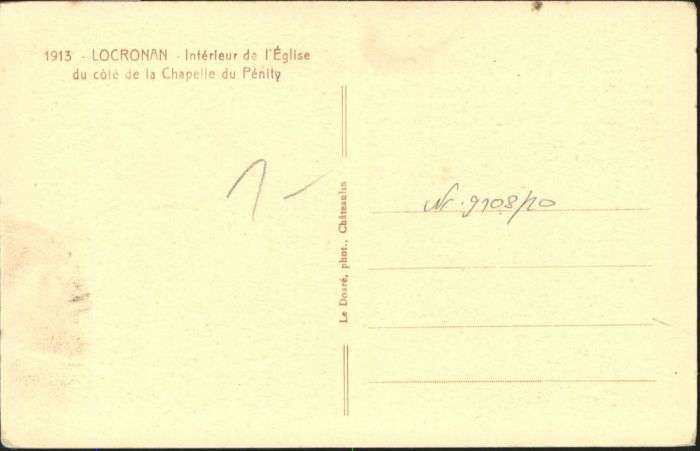 1913 - LOCRONAN - Intérieur de l'Église
du côté de la Chapelle du Pénity
1 -
Nr. 9108/20
Le Doaré, phot., Châteaulin